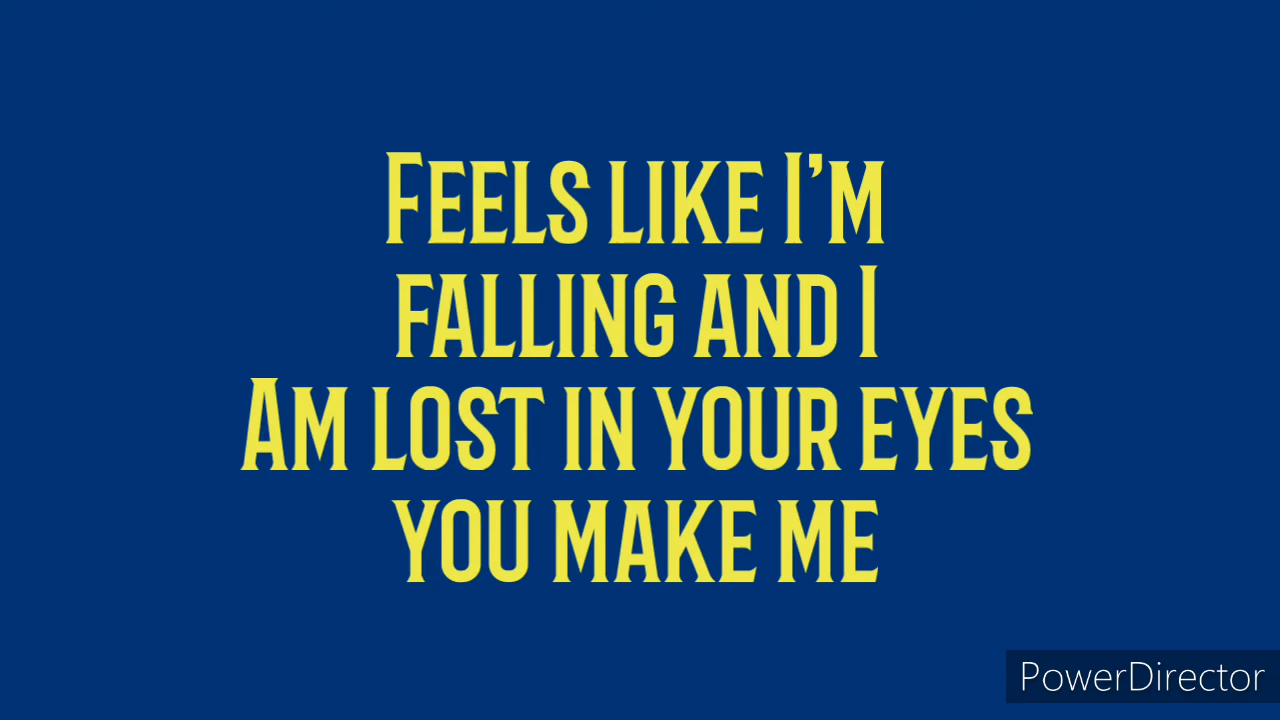 Feels like I’m
falling and I
Am lost in your eyes
you make me
PowerDirector